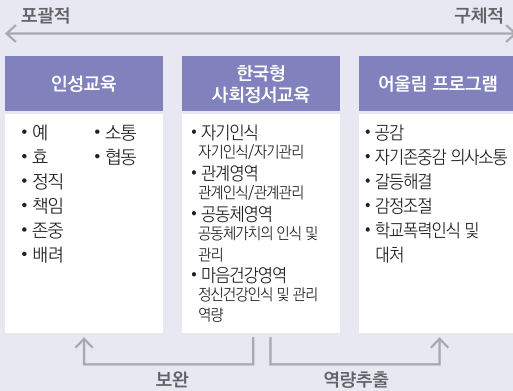 포괄적
구체적
인성교육
• 예
• 효
• 정직
• 책임
• 존중
• 배려
• 소통
• 협동
한국형
사회정서교육
• 자기인식
자기인식/자기관리
• 관계영역
관계인식/관계관리
• 공동체영역
공동체가치의 인식 및
관리
• 마음건강영역
정신건강인식 및 관리
역량
어울림 프로그램
• 공감
• 자기존중감 의사소통
• 갈등해결
• 감정조절
• 학교폭력인식 및
대처
보완
역량추출